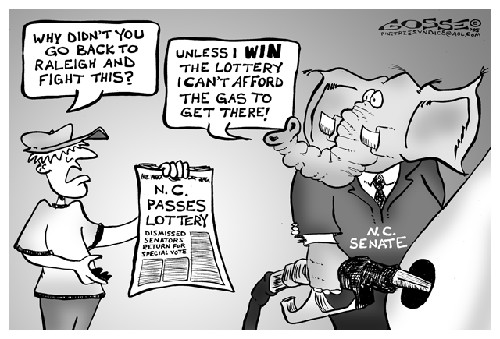 WHY DIDN'T YOU
GO BACK TO
RALEIGH AND
FIGHT THIS?
UNLESS I WIN
THE LOTTERY
I CAN'T AFFORD
THE GAS TO
GET THERE!
GOSSE
N.C.
PASSES
LOTTERY
DISMISSED
SENATORS
RETURN FOR
SPECIAL VOTE
N.C.
SENATE